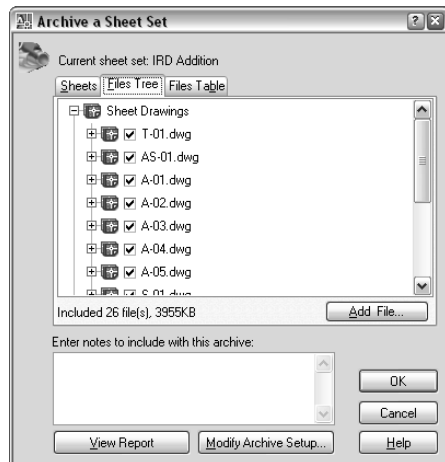 Archive a Sheet Set
Current sheet set: IRD Addition
Sheets Files Tree Files Table
Sheet Drawings
T-01.dwg
AS-01.dwg
A-01.dwg
A-02.dwg
A-03.dwg
A-04.dwg
A-05.dwg
S-01.dwg
Included 26 file(s), 3955KB
Add File...
Enter notes to include with this archive:
OK
Cancel
View Report Modify Archive Setup... Help